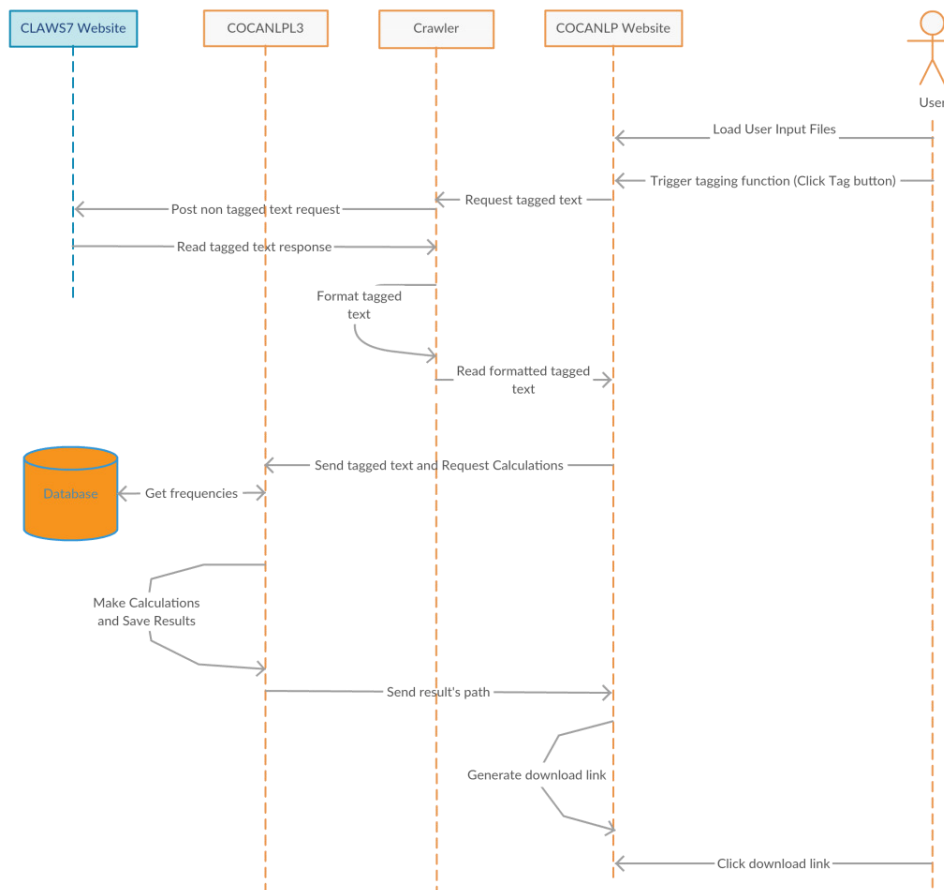 CLAWS7 Website
COCANLPL3
Crawler
COCANLP Website
User
Load User Input Files
Trigger tagging function (Click Tag button)
Request tagged text
Post non tagged text request
Read tagged text response
Format tagged
text
Read formatted tagged
text
Send tagged text and Request Calculations
Database
Get frequencies
Make Calculations
and Save Results
Send result's path
Generate download link
Click download link